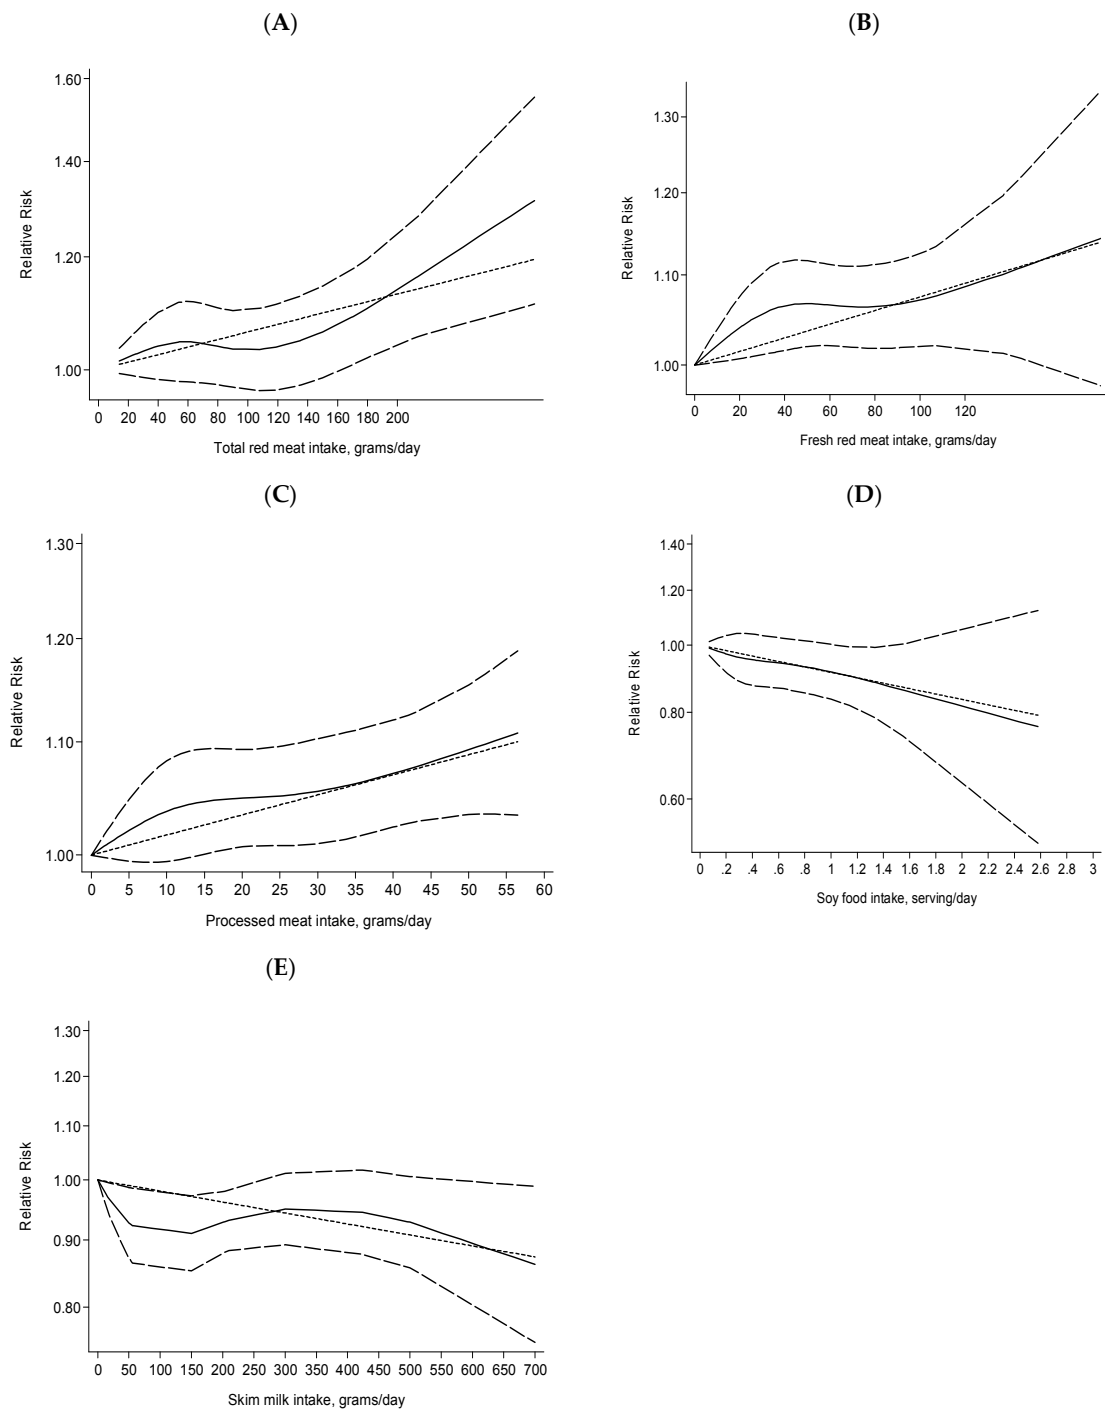 (A)
1.60
1.40
1.20
1.00
Relative Risk
0 20 40 60 80 100 120 140 160 180 200
Total red meat intake, grams/day
(B)
1.30
1.20
1.10
1.00
Relative Risk
0 20 40 60 80 100 120
Fresh red meat intake, grams/day
(C)
1.30
1.20
1.10
1.00
Relative Risk
0 5 10 15 20 25 30 35 40 45 50 55 60
Processed meat intake, grams/day
(D)
1.40
1.20
1.00
0.80
0.60
Relative Risk
0 .2 .4 .6 .8 1 1.2 1.4 1.6 1.8 2 2.2 2.4 2.6 3
Soy food intake, serving/day
(E)
1.30
1.20
1.10
1.00
0.90
0.80
Relative Risk
0 50 100 150 200 250 300 350 400 450 500 550 600 650 700
Skim milk intake, grams/day